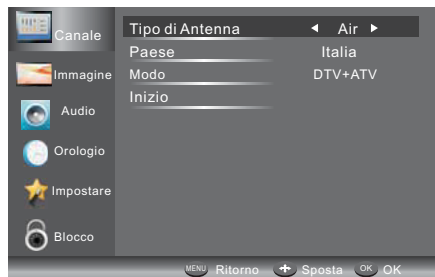 Canale
Immagine
Audio
Orologio
Impostare
Blocco
Tipo di Antenna Air
Paese Italia
Modo DTV+ATV
Inizio
MENU Ritorno Sposta OK OK